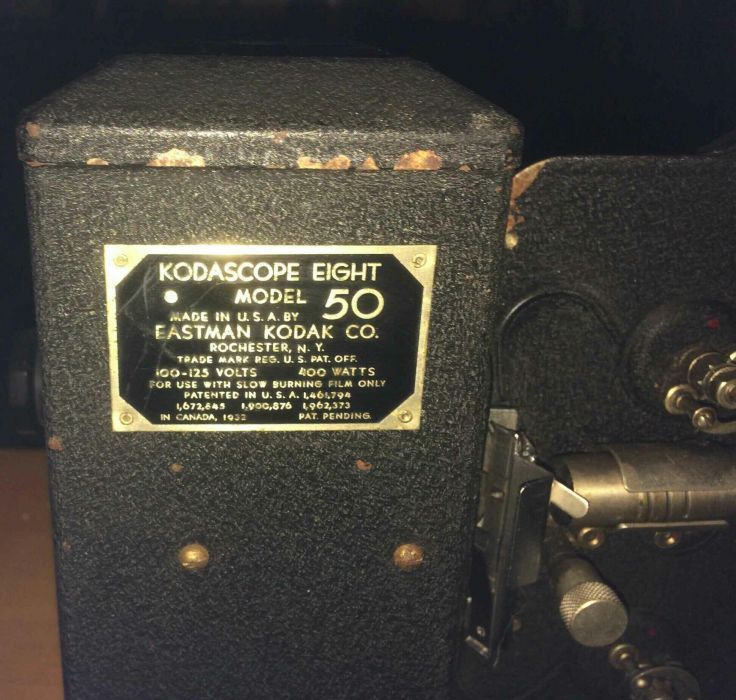 KODASCOPE EIGHT
MODEL 50
MADE IN U.S.A. BY
EASTMAN KODAK CO.
ROCHESTER, N.Y.
TRADE MARK REG. U.S. PAT. OFF.
100-125 VOLTS 400 WATTS
FOR USE WITH SLOW BURNING FILM ONLY
PATENTED IN U.S.A. 1,461,794
1,672,645 1,900,876 1,962,373
IN CANADA, 1932 PAT. PENDING.